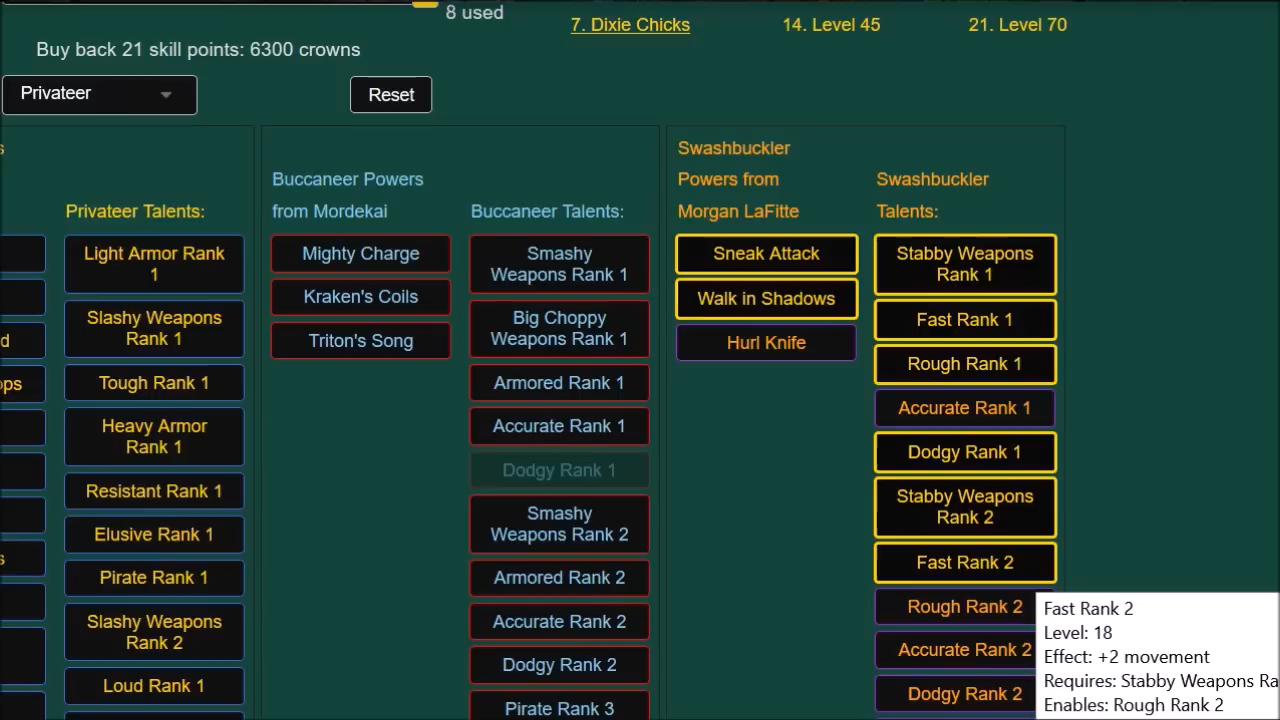 8 used
7. Dixie Chicks
14. Level 45
21. Level 70
Buy back 21 skill points: 6300 crowns
Privateer
Reset
s
d
ops
s
Privateer Talents:
Light Armor Rank
1
Slashy Weapons
Rank 1
Tough Rank 1
Heavy Armor
Rank 1
Resistant Rank 1
Elusive Rank 1
Pirate Rank 1
Slashy Weapons
Rank 2
Loud Rank 1
Buccaneer Powers
from Mordekai
Mighty Charge
Kraken's Coils
Triton's Song
Buccaneer Talents:
Smashy
Weapons Rank 1
Big Choppy
Weapons Rank 1
Armored Rank 1
Accurate Rank 1
Dodgy Rank 1
Smashy
Weapons Rank 2
Armored Rank 2
Accurate Rank 2
Dodgy Rank 2
Pirate Rank 3
Swashbuckler
Powers from
Morgan LaFitte
Sneak Attack
Walk in Shadows
Hurl Knife
Swashbuckler
Talents:
Stabby Weapons
Rank 1
Fast Rank 1
Rough Rank 1
Accurate Rank 1
Dodgy Rank 1
Stabby Weapons
Rank 2
Fast Rank 2
Rough Rank 2
Accurate Rank 2
Dodgy Rank 2
Fast Rank 2
Level: 18
Effect: +2 movement
Requires: Stabby Weapons Ra
Enables: Rough Rank 2